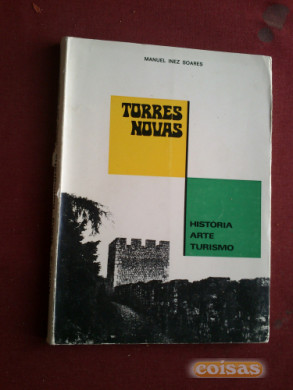 MANUEL INEZ SOARES
TORRES
NOVAS
HISTORIA
ARTE
TURISMO
coisas